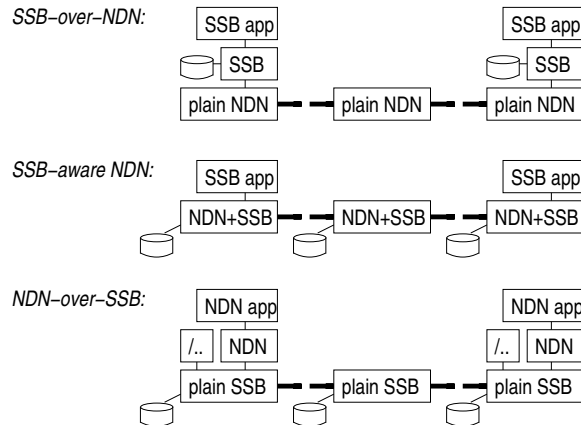 SSB–over–NDN:
SSB app SSB app
SSB SSB
plain NDN plain NDN plain NDN
SSB–aware NDN:
SSB app SSB app
NDN+SSB NDN+SSB NDN+SSB
NDN–over–SSB:
NDN app NDN app
/.. NDN /.. NDN
plain SSB plain SSB plain SSB